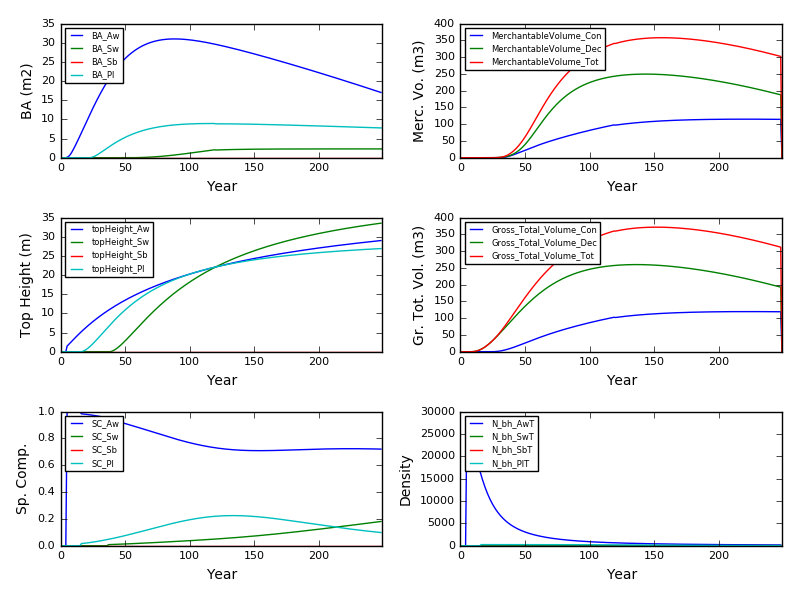 35
30
25
20
15
10
5
0
BA (m2)
BA_Aw
BA_Sw
BA_Sb
BA_Pl
0 50 100 150 200
Year
400
350
300
250
200
150
100
50
0
Merc. Vo. (m3)
MerchantableVolume_Con
MerchantableVolume_Dec
MerchantableVolume_Tot
0 50 100 150 200
Year
35
30
25
20
15
10
5
0
Top Height (m)
topHeight_Aw
topHeight_Sw
topHeight_Sb
topHeight_Pl
0 50 100 150 200
Year
400
350
300
250
200
150
100
50
0
Gr. Tot. Vol. (m3)
Gross_Total_Volume_Con
Gross_Total_Volume_Dec
Gross_Total_Volume_Tot
0 50 100 150 200
Year
1.0
0.8
0.6
0.4
0.2
0.0
Sp. Comp.
SC_Aw
SC_Sw
SC_Sb
SC_Pl
0 50 100 150 200
Year
30000
25000
20000
15000
10000
5000
0
Density
N_bh_AwT
N_bh_SwT
N_bh_SbT
N_bh_PlT
0 50 100 150 200
Year